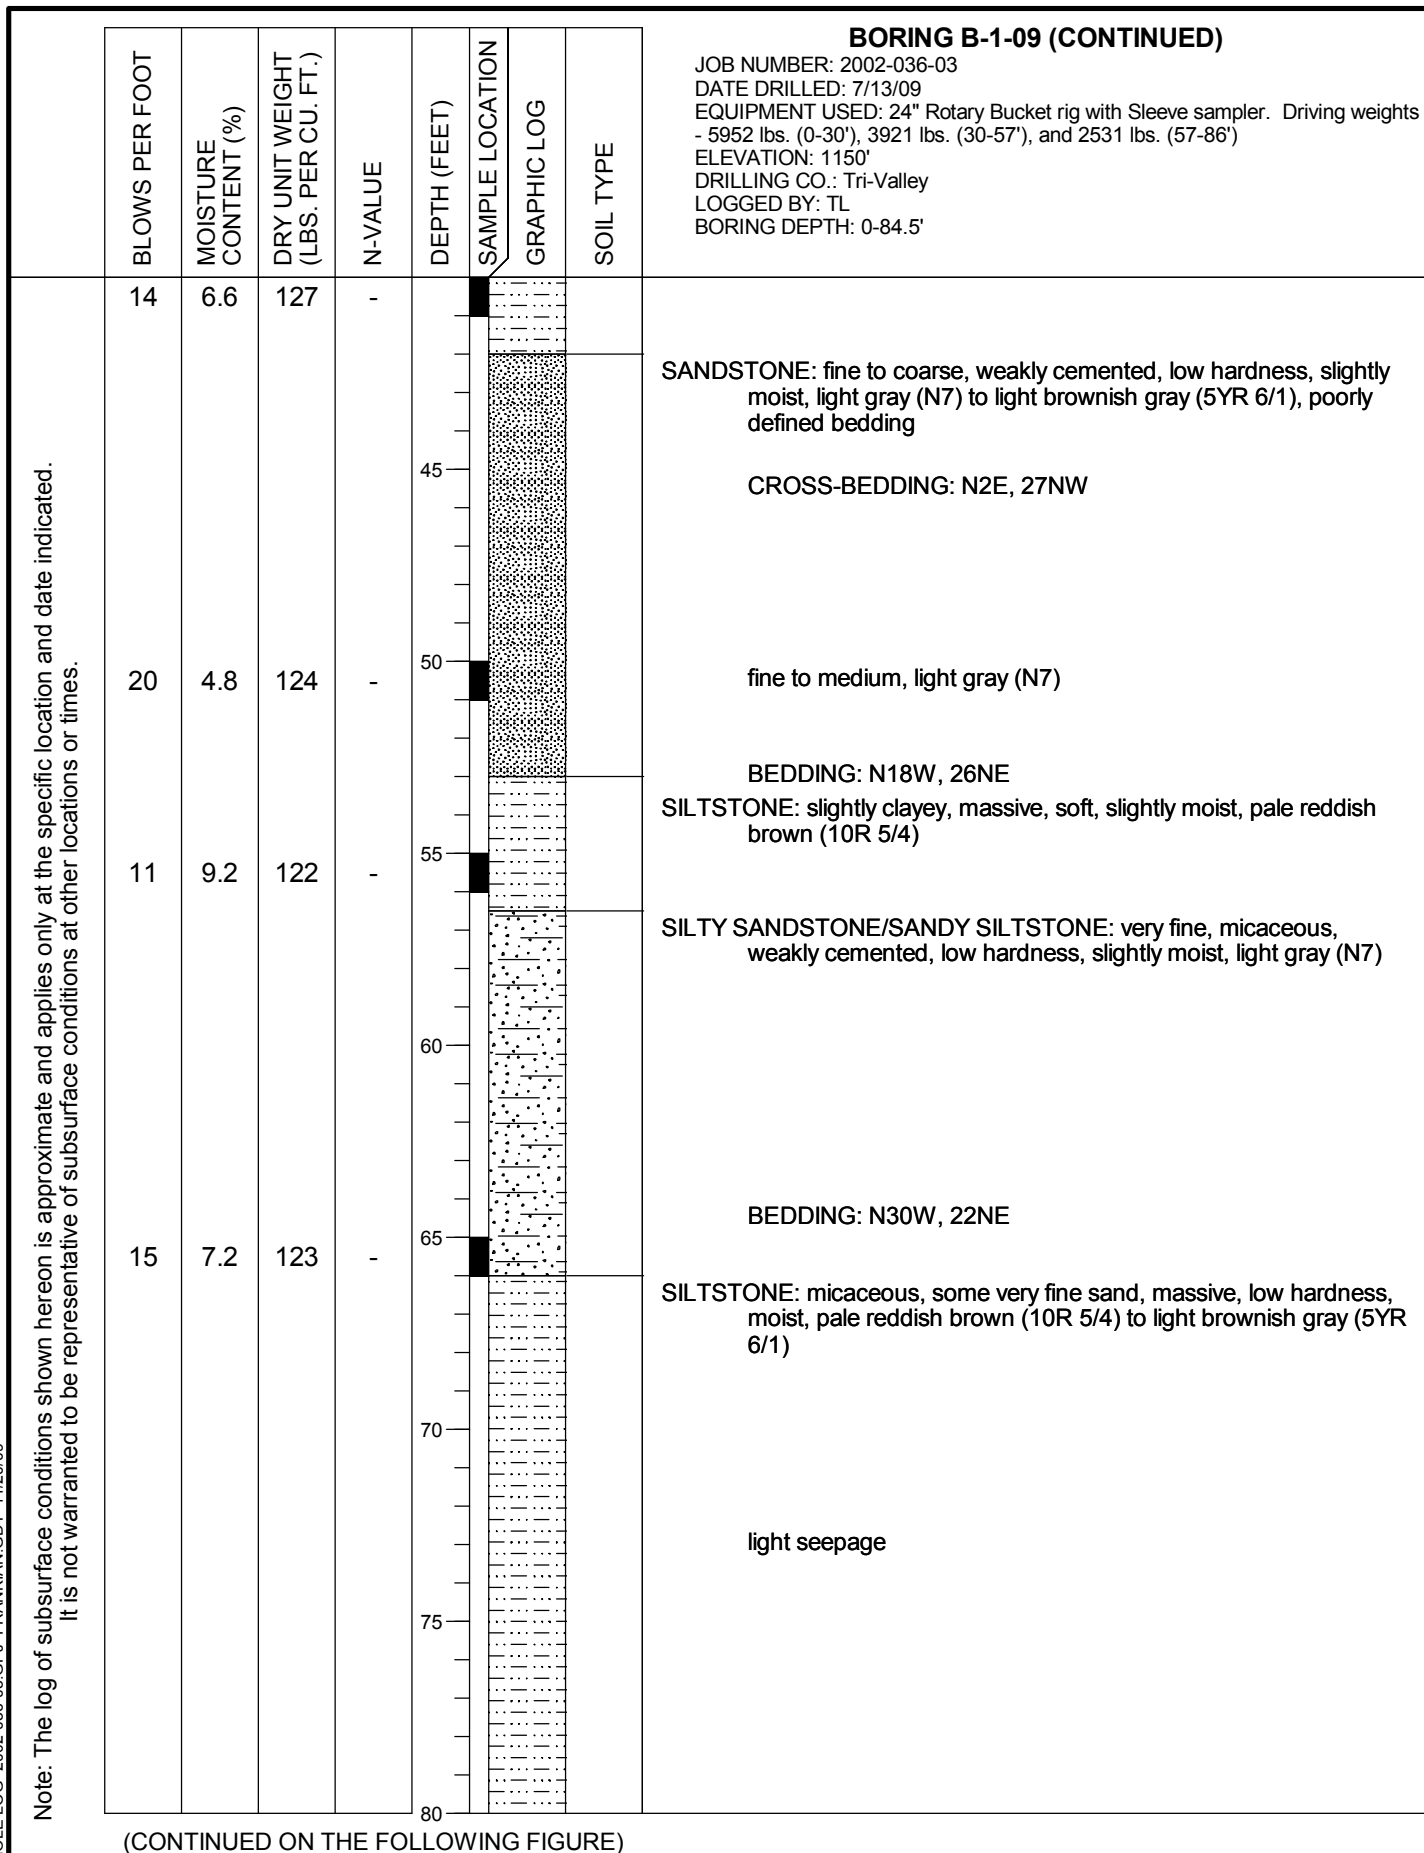 BORING B-1-09 (CONTINUED)
JOB NUMBER: 2002-036-03
DATE DRILLED: 7/13/09
EQUIPMENT USED: 24" Rotary Bucket rig with Sleeve sampler. Driving weights
- 5952 lbs. (0-30'), 3921 lbs. (30-57'), and 2531 lbs. (57-86')
ELEVATION: 1150'
DRILLING CO.: Tri-Valley
LOGGED BY: TL
BORING DEPTH: 0-84.5'
BLOWS PER FOOT
MOISTURE
CONTENT (%)
DRY UNIT WEIGHT
(LBS. PER CU. FT.)
N-VALUE
DEPTH (FEET)
SAMPLE LOCATION
GRAPHIC LOG
SOIL TYPE
14 6.6 127 -
SANDSTONE: fine to coarse, weakly cemented, low hardness, slightly
moist, light gray (N7) to light brownish gray (5YR 6/1), poorly
defined bedding
45
CROSS-BEDDING: N2E, 27NW
50
20 4.8 124 - fine to medium, light gray (N7)
BEDDING: N18W, 26NE
SILTSTONE: slightly clayey, massive, soft, slightly moist, pale reddish
brown (10R 5/4)
55
11 9.2 122 -
SILTY SANDSTONE/SANDY SILTSTONE: very fine, micaceous,
weakly cemented, low hardness, slightly moist, light gray (N7)
60
BEDDING: N30W, 22NE
65
15 7.2 123 -
SILTSTONE: micaceous, some very fine sand, massive, low hardness,
moist, pale reddish brown (10R 5/4) to light brownish gray (5YR
6/1)
70
light seepage
75
80
(CONTINUED ON THE FOLLOWING FIGURE)
Note: The log of subsurface conditions shown hereon is approximate and applies only at the specific location and date indicated.
It is not warranted to be representative of subsurface conditions at other locations or times.